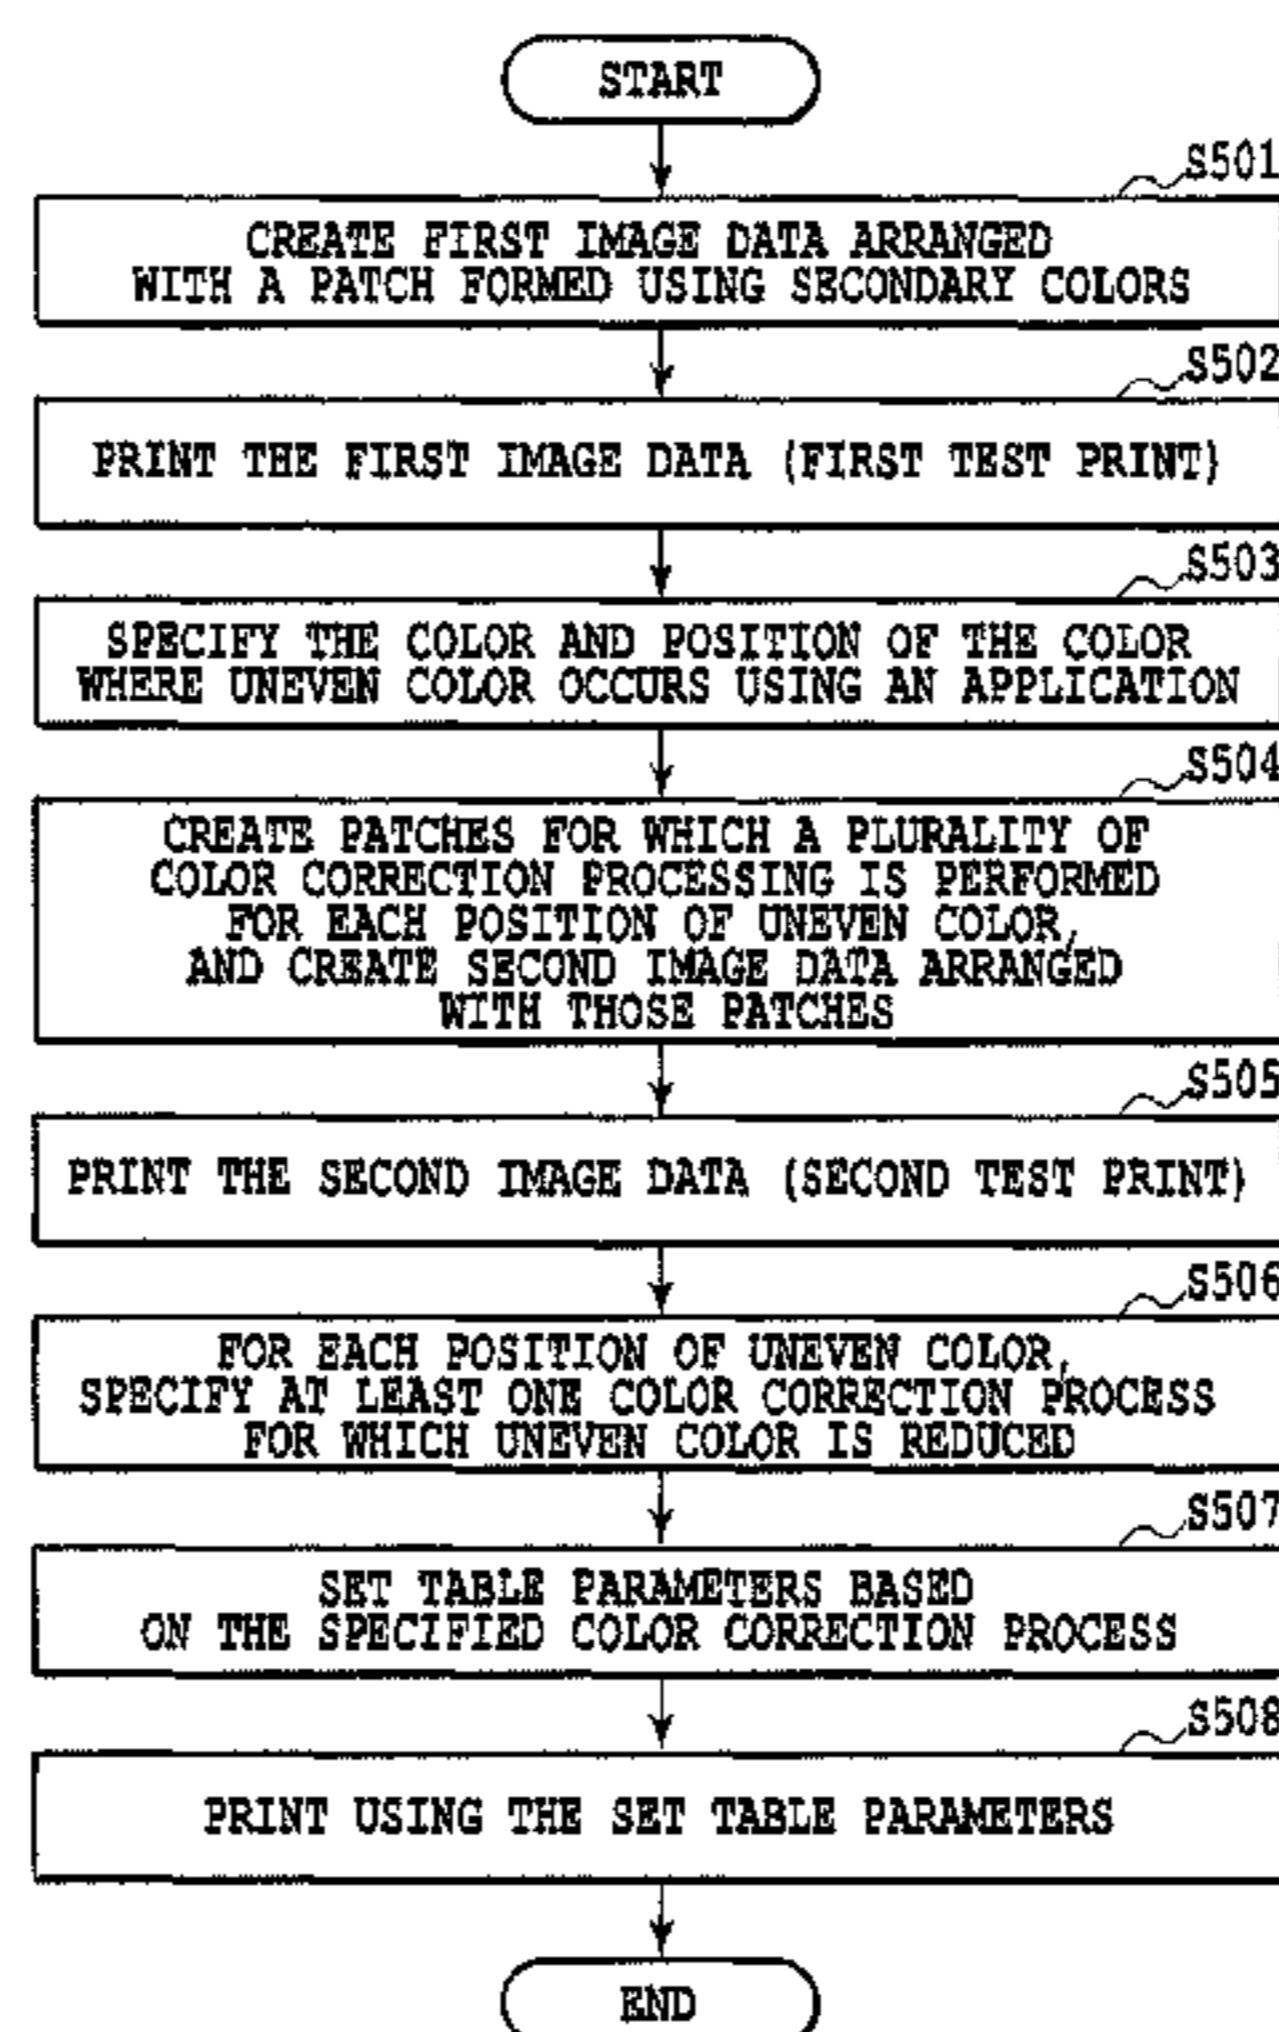 START
S501
CREATE FIRST IMAGE DATA ARRANGED
WITH A PATCH FORMED USING SECONDARY COLORS
S502
PRINT THE FIRST IMAGE DATA (FIRST TEST PRINT)
S503
SPECIFY THE COLOR AND POSITION OF THE COLOR
WHERE UNEVEN COLOR OCCURS USING AN APPLICATION
S504
CREATE PATCHES FOR WHICH A PLURALITY OF
COLOR CORRECTION PROCESSING IS PERFORMED
FOR EACH POSITION OF UNEVEN COLOR,
AND CREATE SECOND IMAGE DATA ARRANGED
WITH THOSE PATCHES
S505
PRINT THE SECOND IMAGE DATA (SECOND TEST PRINT)
S506
FOR EACH POSITION OF UNEVEN COLOR,
SPECIFY AT LEAST ONE COLOR CORRECTION PROCESS
FOR WHICH UNEVEN COLOR IS REDUCED
S507
SET TABLE PARAMETERS BASED
ON THE SPECIFIED COLOR CORRECTION PROCESS
S508
PRINT USING THE SET TABLE PARAMETERS
END